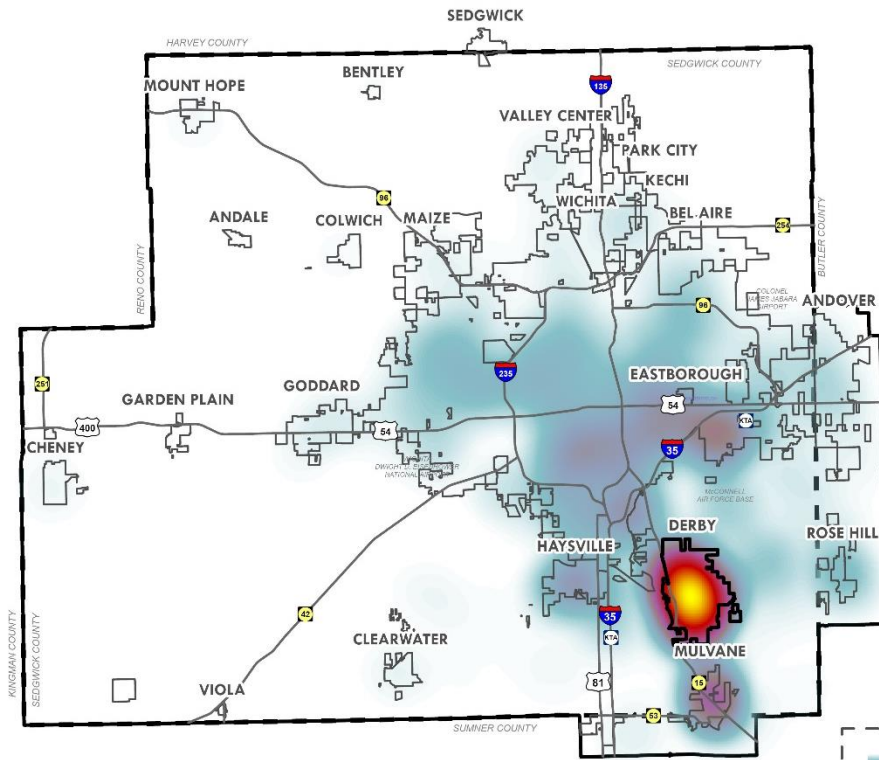 SEDGWICK
HARVEY COUNTY
SEDGWICK COUNTY
BENTLEY
MOUNT HOPE
135
VALLEY CENTER
PARK CITY
KECHI
96
WICHITA
ANDALE
COLWICH
MAIZE
BEL AIRE
254
BUTLER COUNTY
RENO COUNTY
COLONEL
JAMES JABARA
AIRPORT
ANDOVER
96
251
235
EASTBOROUGH
GODDARD
GARDEN PLAIN
54
400
54
KTA
CHENEY
35
DWIGHT D. EISENHOWER
NATIONAL
McCONNELL
AIR FORCE BASE
DERBY
HAYSVILLE
ROSE HILL
42
35
KTA
CLEARWATER
MULVANE
KINGMAN COUNTY
SEDGWICK COUNTY
81
15
VIOLA
53
SUMNER COUNTY